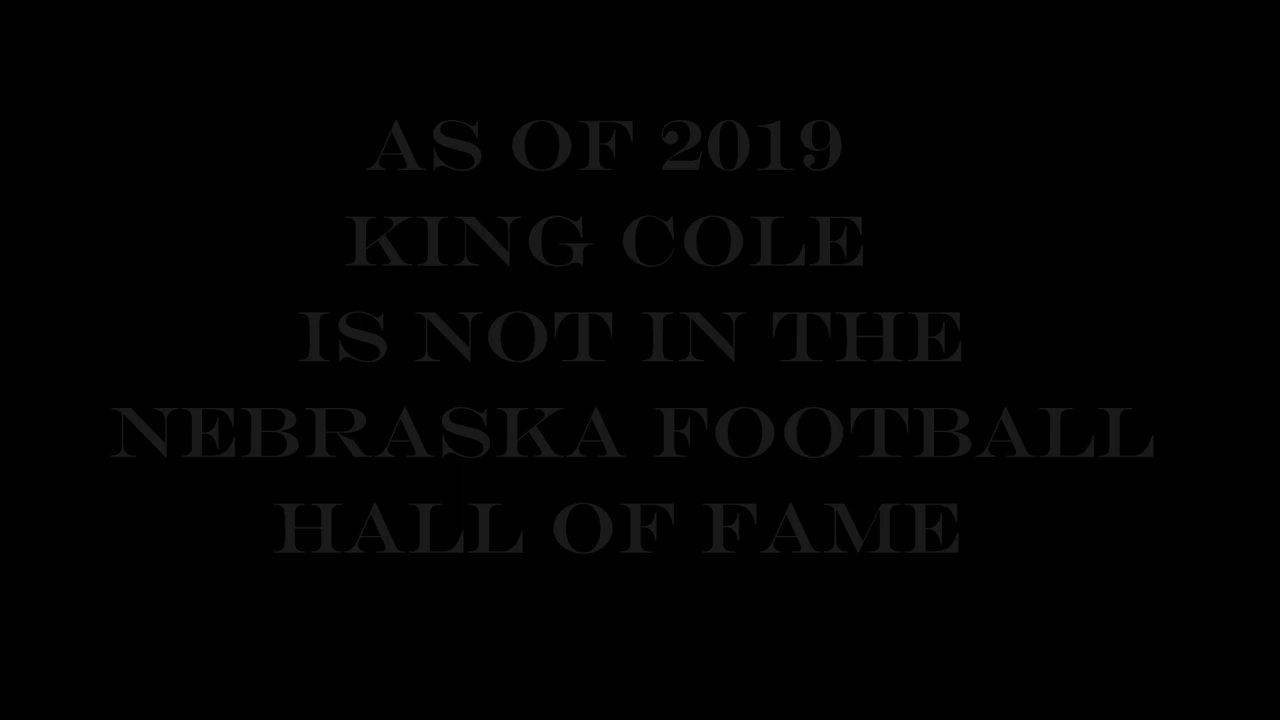 AS OF 2019
KING COLE
IS NOT IN THE
NEBRASKA FOOTBALL
HALL OF FAME